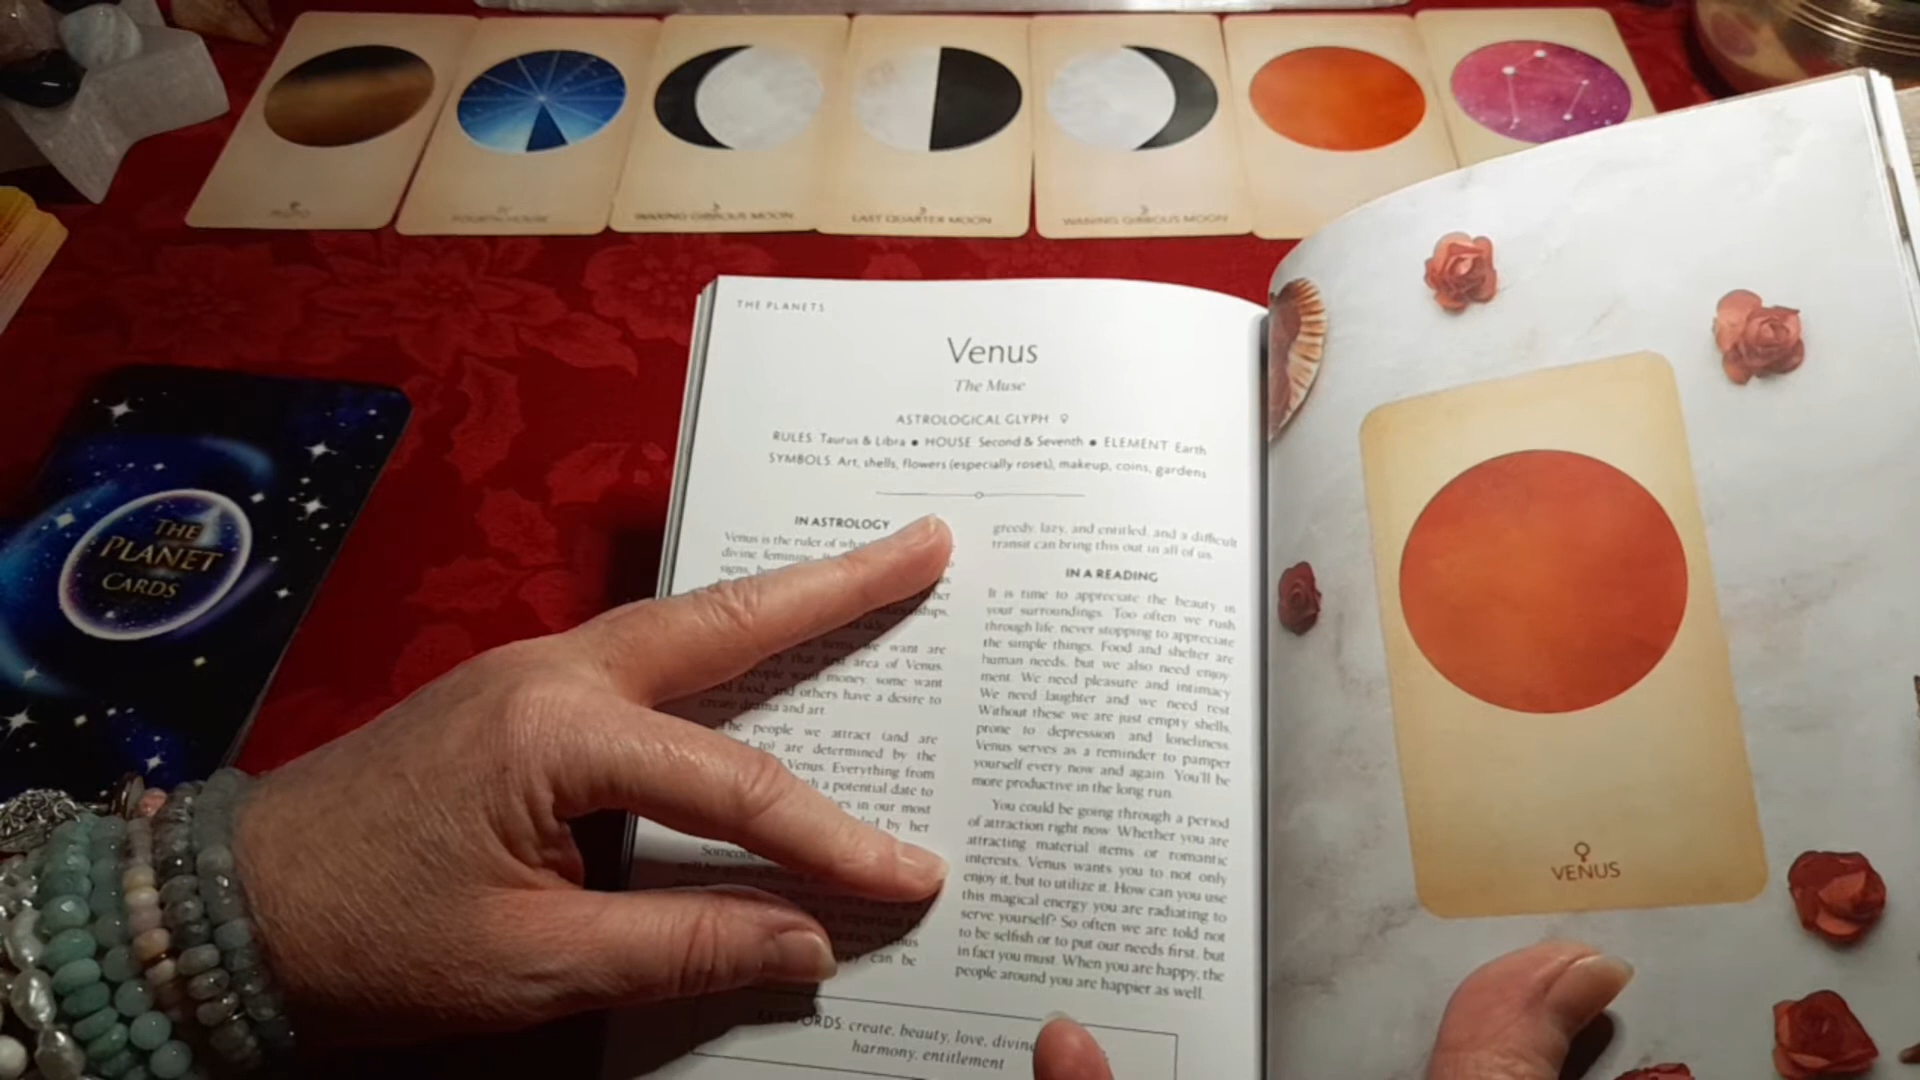 PLUTO
FOURTH HOUSE
WAXING GIBBOUS MOON
LAST QUARTER MOON
WANING GIBBOUS MOON
THE PLANETS
Venus
The Muse
ASTROLOGICAL GLYPH ♀
RULES Taurus & Libra • HOUSE Second & Seventh • ELEMENT Earth
SYMBOLS Art, shells, flowers (especially roses), makeup, coins, gardens
IN ASTROLOGY
Venus is the ruler of
divine feminine
signs,
want are
area of Venus.
people want money, some want
food, and others have a desire to
create drama and art.
The people we attract (and are
to) are determined by the
Venus. Everything from
a potential date to
in our most
by her
Someone
can be
greedy, lazy, and entitled, and a difficult
transit can bring this out in all of us.
IN A READING
It is time to appreciate the beauty in
your surroundings. Too often we rush
through life, never stopping to appreciate
the simple things. Food and shelter are
human needs, but we also need enjoy-
ment. We need pleasure and intimacy.
We need laughter and we need rest.
Without these we are just empty shells,
prone to depression and loneliness.
Venus serves as a reminder to pamper
yourself every now and again. You'll be
more productive in the long run.
You could be going through a period
of attraction right now. Whether you are
attracting material items or romantic
interests, Venus wants you to not only
enjoy it, but to utilize it. How can you use
this magical energy you are radiating to
serve yourself? So often we are told not
to be selfish or to put our needs first, but
in fact you must. When you are happy, the
people around you are happier as well.
create, beauty, love,
harmony, entitlement
♀
VENUS
THE
PLANET
CARDS